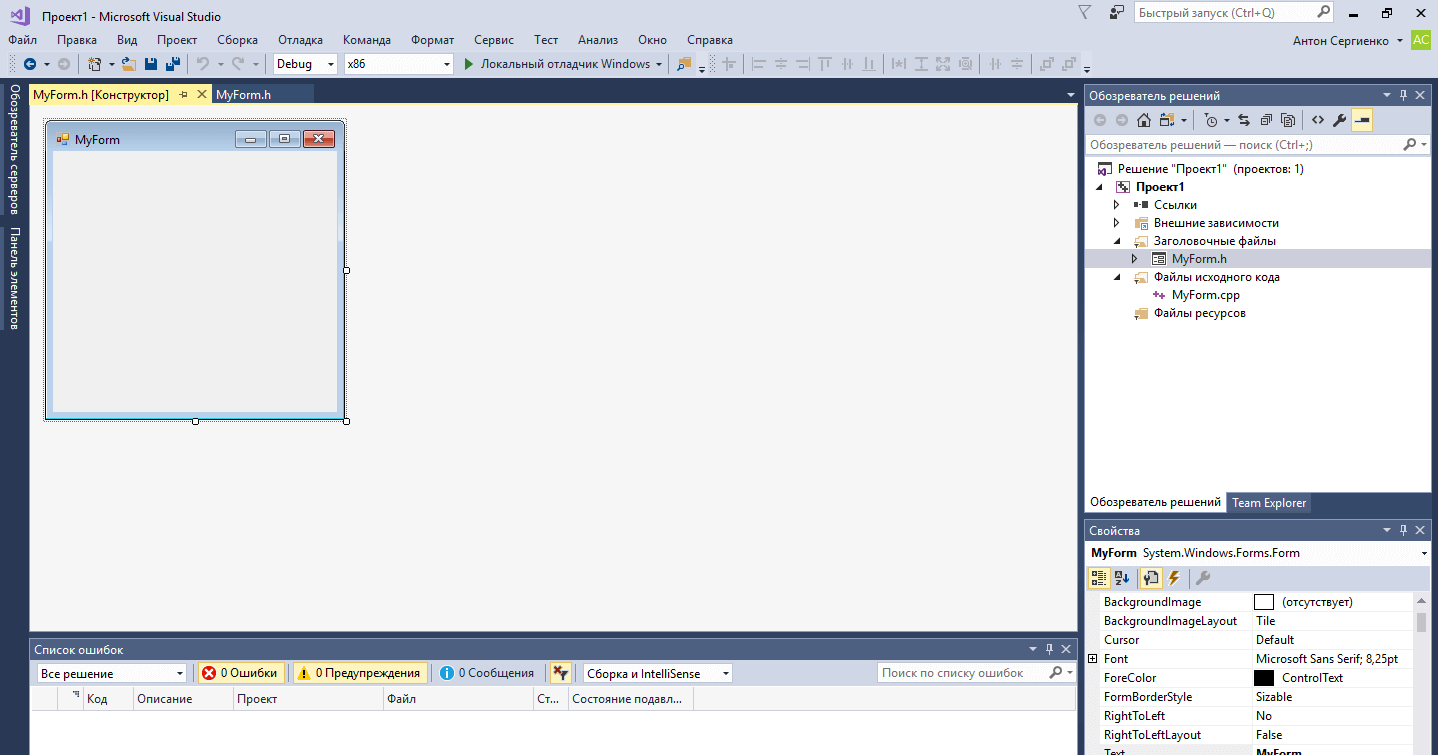 Проект1 - Microsoft Visual Studio
Быстрый запуск (Ctrl+Q)
Файл Правка Вид Проект Сборка Отладка Команда Формат Сервис Тест Анализ Окно Справка
Антон Сергиенко AC
Debug x86 Локальный отладчик Windows
Обозреватель серверов
Панель элементов
MyForm.h [Конструктор] MyForm.h
MyForm
Обозреватель решений
Обозреватель решений — поиск (Ctrl+;)
Решение "Проект1" (проектов: 1)
Проект1
Ссылки
Внешние зависимости
Заголовочные файлы
MyForm.h
Файлы исходного кода
MyForm.cpp
Файлы ресурсов
Обозреватель решений Team Explorer
Свойства
MyForm System.Windows.Forms.Form
BackgroundImage (отсутствует)
BackgroundImageLayout Tile
Cursor Default
Font Microsoft Sans Serif; 8,25pt
ForeColor ControlText
FormBorderStyle Sizable
RightToLeft No
RightToLeftLayout False
Text MyForm
Список ошибок
Все решение 0 Ошибки 0 Предупреждения 0 Сообщения Сборка и IntelliSense Поиск по списку ошибок
Код Описание Проект Файл Ст... Состояние подавл...